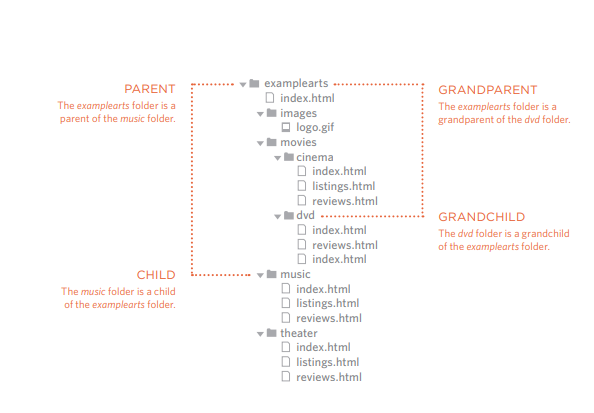 PARENT
The examplearts folder is a
parent of the music folder.
examplearts
index.html
images
logo.gif
movies
cinema
index.html
listings.html
reviews.html
dvd
index.html
reviews.html
index.html
music
index.html
listings.html
reviews.html
theater
index.html
listings.html
reviews.html
GRANDPARENT
The examplearts folder is a
grandparent of the dvd folder.
GRANDCHILD
The dvd folder is a grandchild
of the examplearts folder.
CHILD
The music folder is a child
of the examplearts folder.